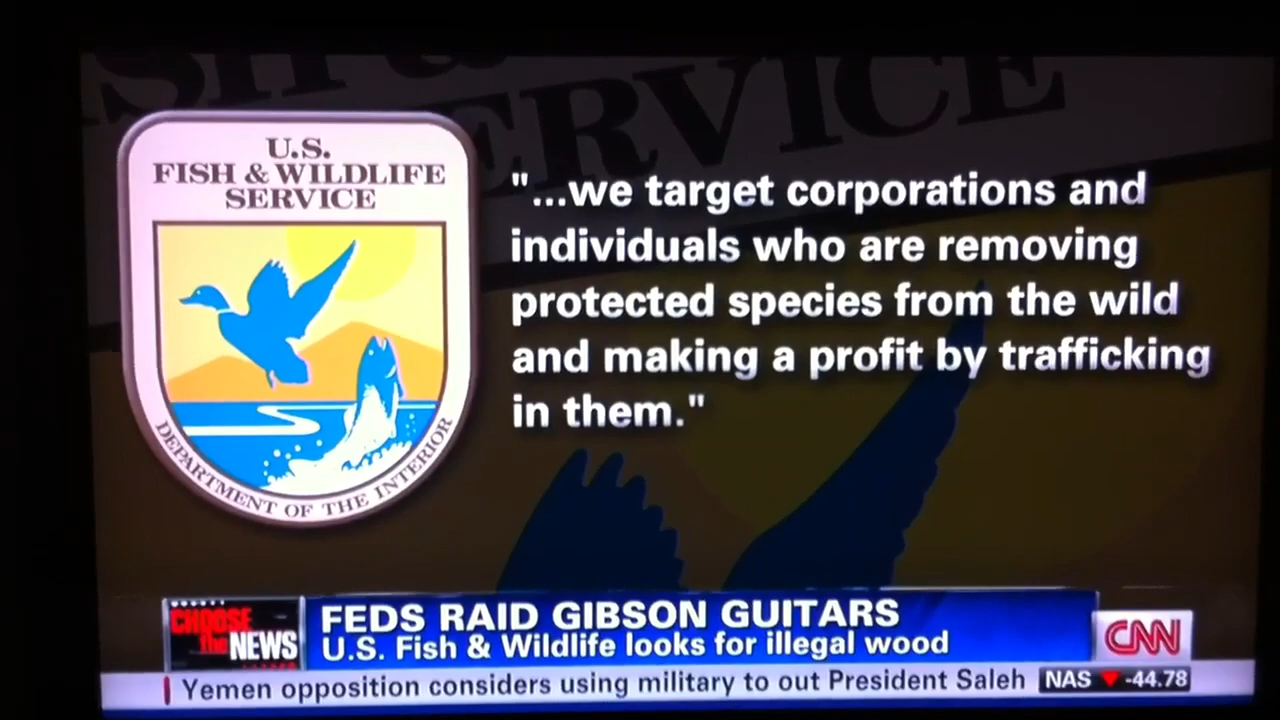 SH &
SERVICE
U.S.
FISH & WILDLIFE
SERVICE
DEPARTMENT OF THE INTERIOR
"...we target corporations and
individuals who are removing
protected species from the wild
and making a profit by trafficking
in them."
CHOOSE
the NEWS
FEDS RAID GIBSON GUITARS
U.S. Fish & Wildlife looks for illegal wood
CNN
Yemen opposition considers using military to out President Saleh
NAS ▼ -44.78